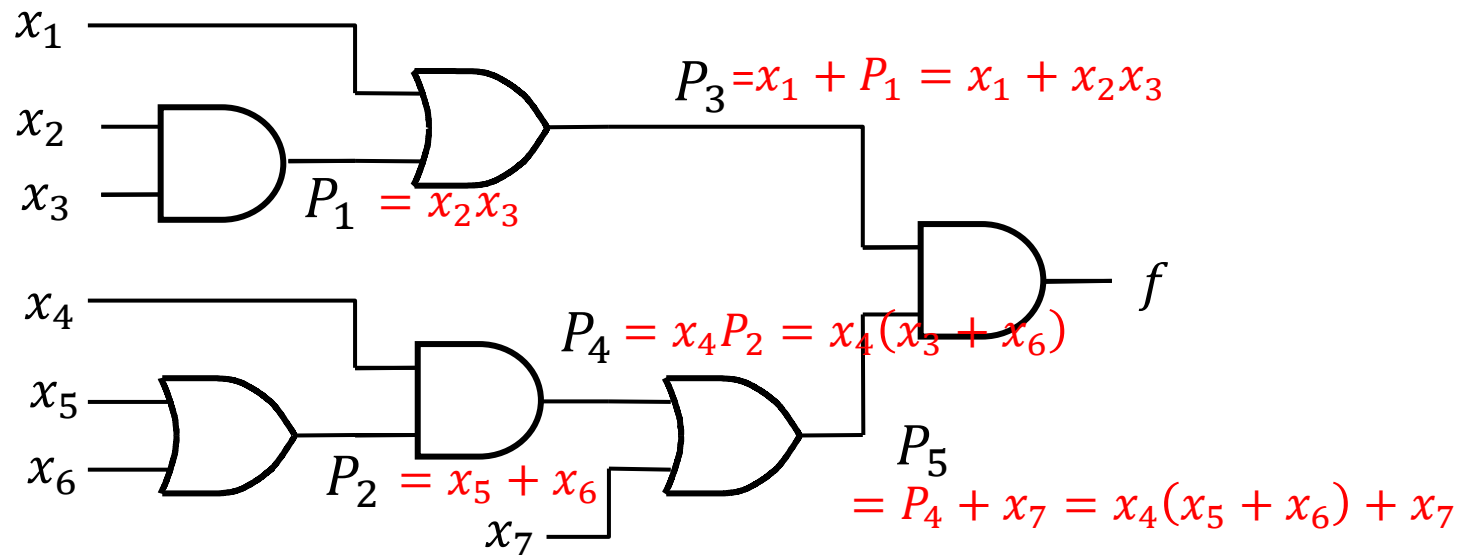 x₁
P₃=x₁ + P₁ = x₁ + x₂x₃
x₂
x₃
P₁ = x₂x₃
f
x₄
P₄ = x₄P₂ = x₄(x₃ + x₆)
x₅
P₅
x₆
P₂ = x₅ + x₆
= P₄ + x₇ = x₄(x₅ + x₆) + x₇
x₇